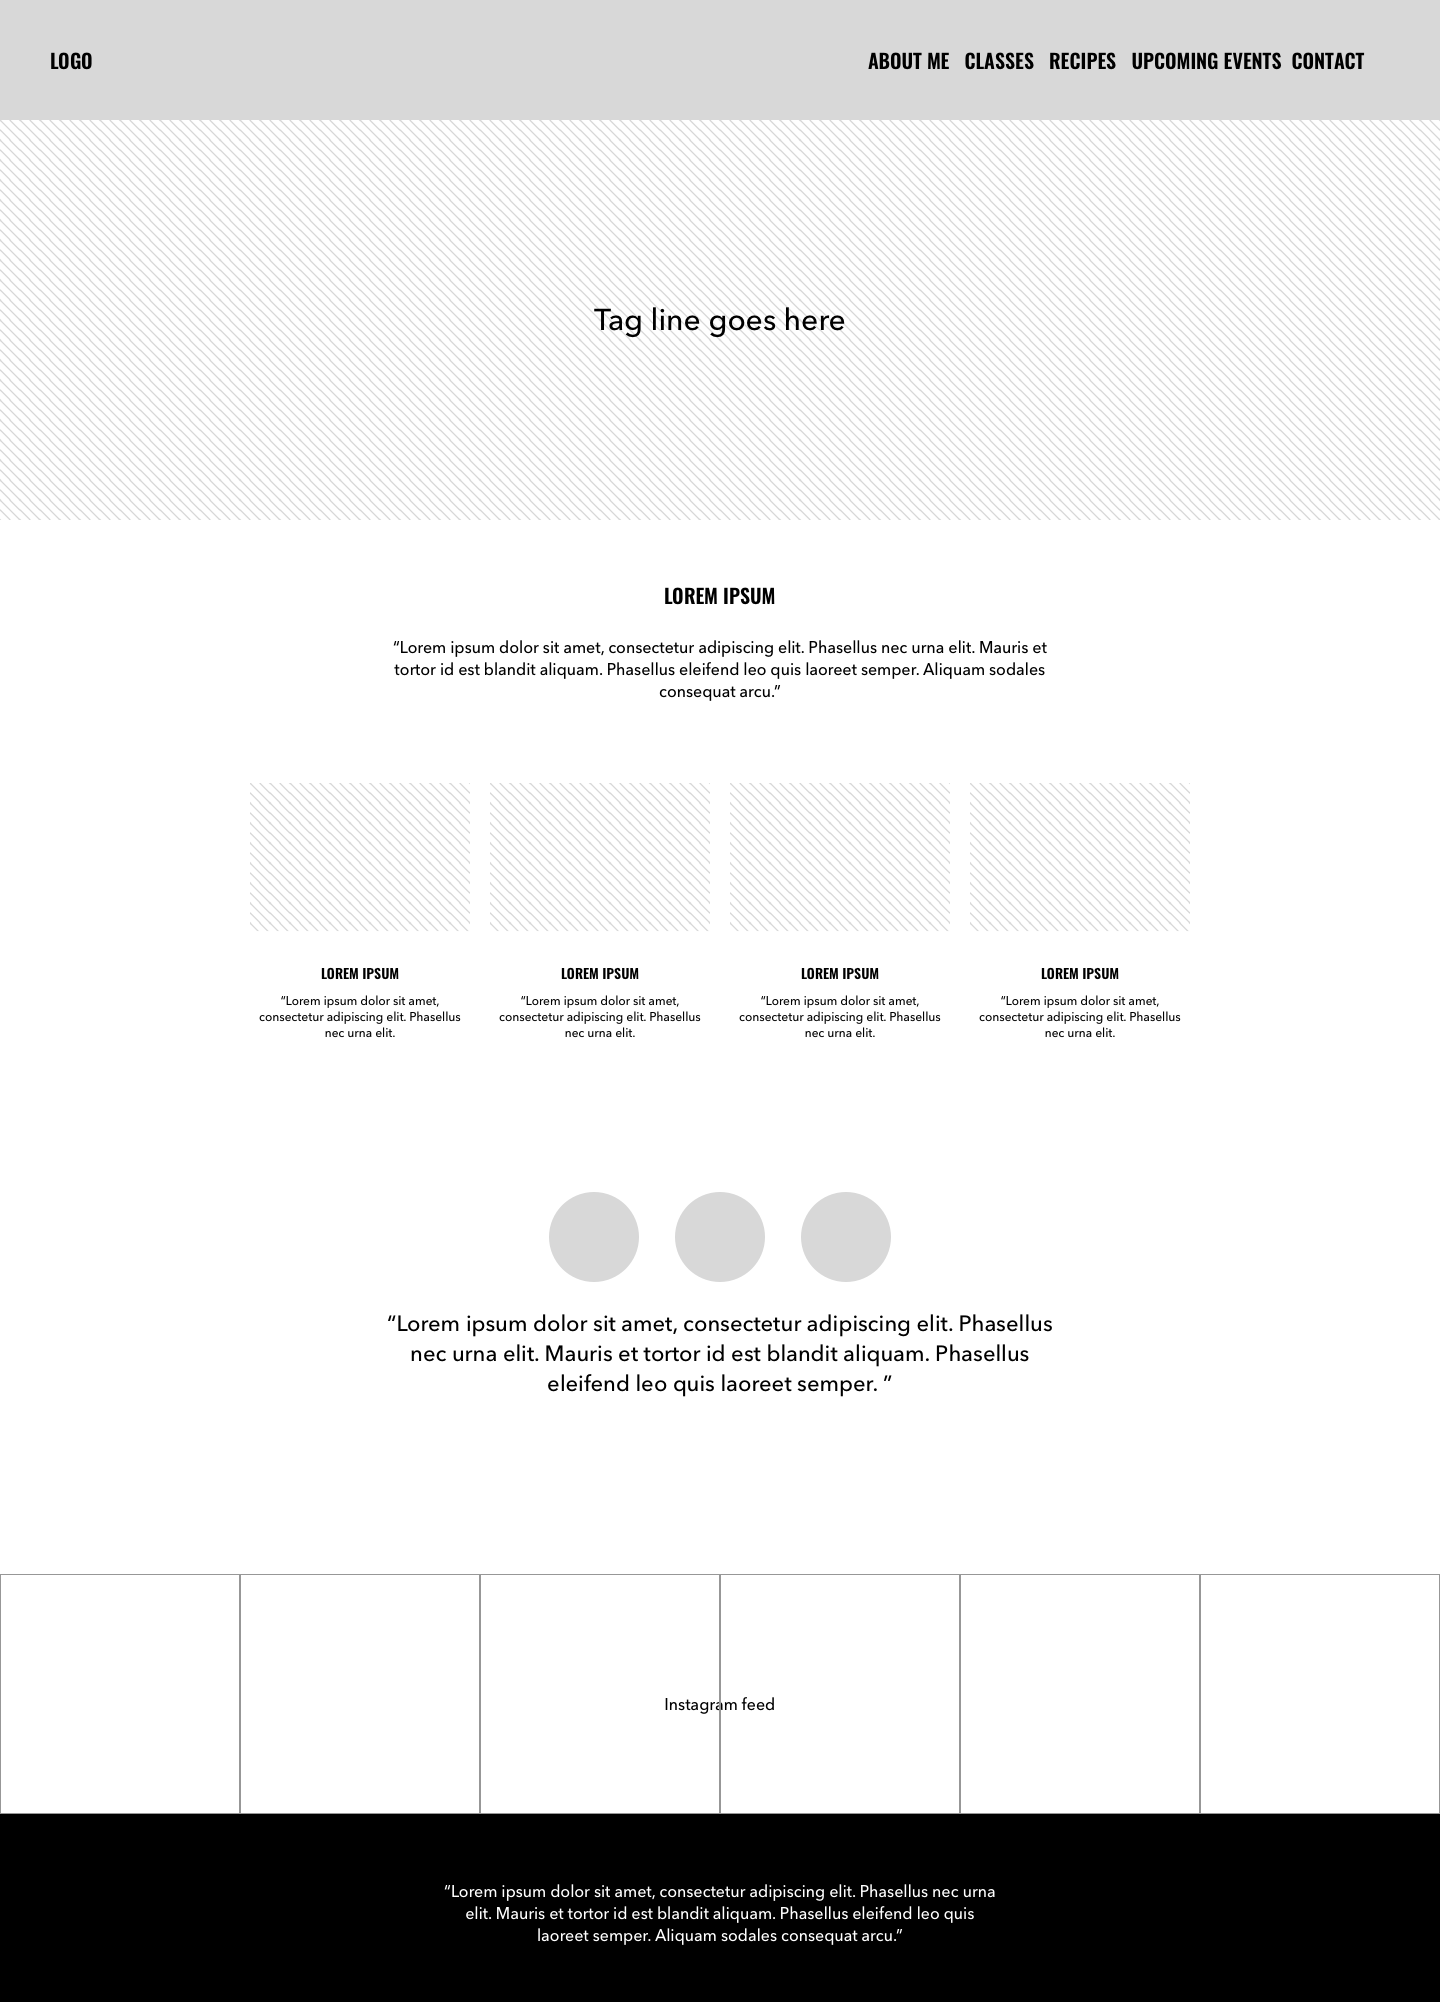 LOGO ABOUT ME CLASSES RECIPES UPCOMING EVENTS CONTACT
Tag line goes here
LOREM IPSUM
“Lorem ipsum dolor sit amet, consectetur adipiscing elit. Phasellus nec urna elit. Mauris et
tortor id est blandit aliquam. Phasellus eleifend leo quis laoreet semper. Aliquam sodales
consequat arcu.”
LOREM IPSUM
“Lorem ipsum dolor sit amet,
consectetur adipiscing elit. Phasellus
nec urna elit.
LOREM IPSUM
“Lorem ipsum dolor sit amet,
consectetur adipiscing elit. Phasellus
nec urna elit.
LOREM IPSUM
“Lorem ipsum dolor sit amet,
consectetur adipiscing elit. Phasellus
nec urna elit.
LOREM IPSUM
“Lorem ipsum dolor sit amet,
consectetur adipiscing elit. Phasellus
nec urna elit.
“Lorem ipsum dolor sit amet, consectetur adipiscing elit. Phasellus
nec urna elit. Mauris et tortor id est blandit aliquam. Phasellus
eleifend leo quis laoreet semper. “
Instagram feed
“Lorem ipsum dolor sit amet, consectetur adipiscing elit. Phasellus nec urna
elit. Mauris et tortor id est blandit aliquam. Phasellus eleifend leo quis
laoreet semper. Aliquam sodales consequat arcu.”